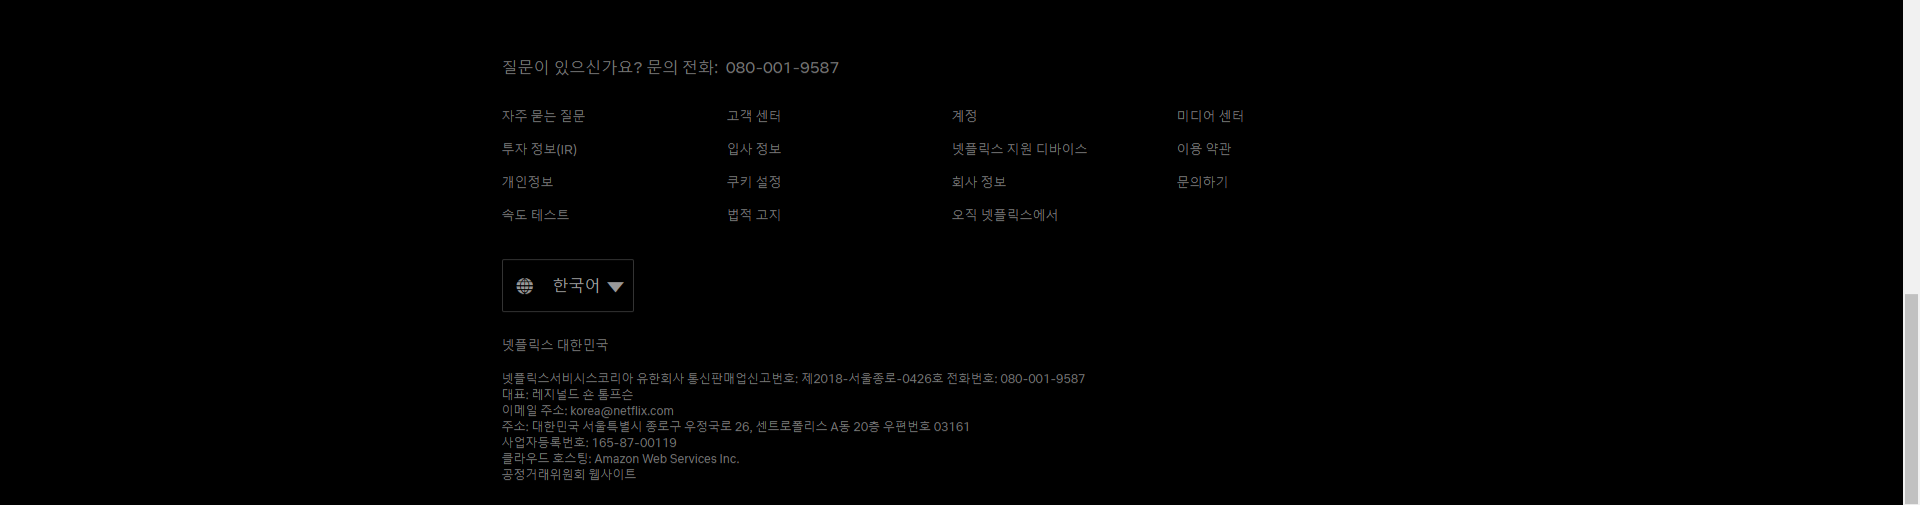 질문이 있으신가요? 문의 전화: 080-001-9587
자주 묻는 질문 고객 센터 계정 미디어 센터
투자 정보(IR) 입사 정보 넷플릭스 지원 디바이스 이용 약관
개인정보 쿠키 설정 회사 정보 문의하기
속도 테스트 법적 고지 오직 넷플릭스에서
한국어
넷플릭스 대한민국
넷플릭스서비시스코리아 유한회사 통신판매업신고번호: 제2018-서울종로-0426호 전화번호: 080-001-9587
대표: 레지널드 숀 톰프슨
이메일 주소: korea@netflix.com
주소: 대한민국 서울특별시 종로구 우정국로 26, 센트로폴리스 A동 20층 우편번호 03161
사업자등록번호: 165-87-00119
클라우드 호스팅: Amazon Web Services Inc.
공정거래위원회 웹사이트